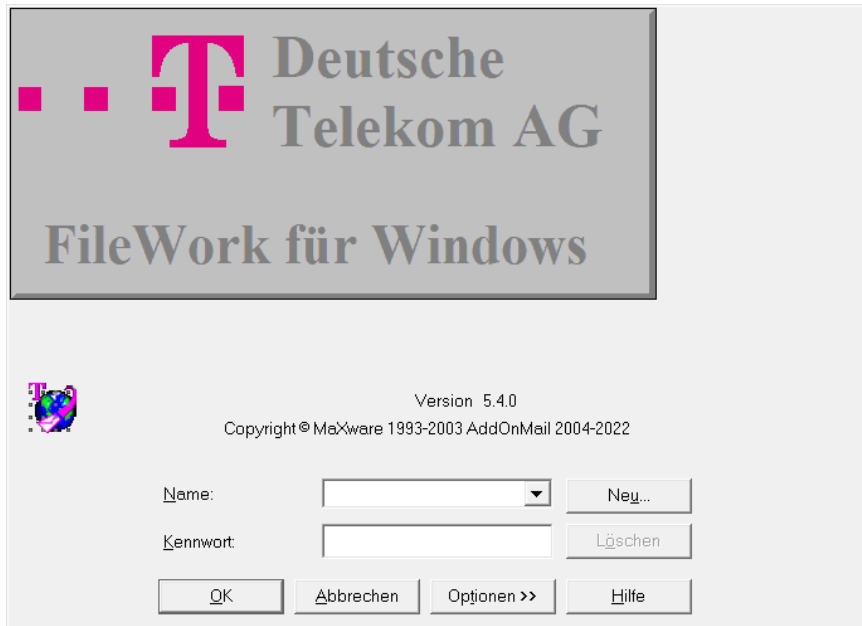 T Deutsche
Telekom AG
FileWork für Windows
Version 5.4.0
Copyright © MaXware 1993-2003 AddOnMail 2004-2022
Name: Neu...
Kennwort: Löschen
OK Abbrechen Optionen >> Hilfe